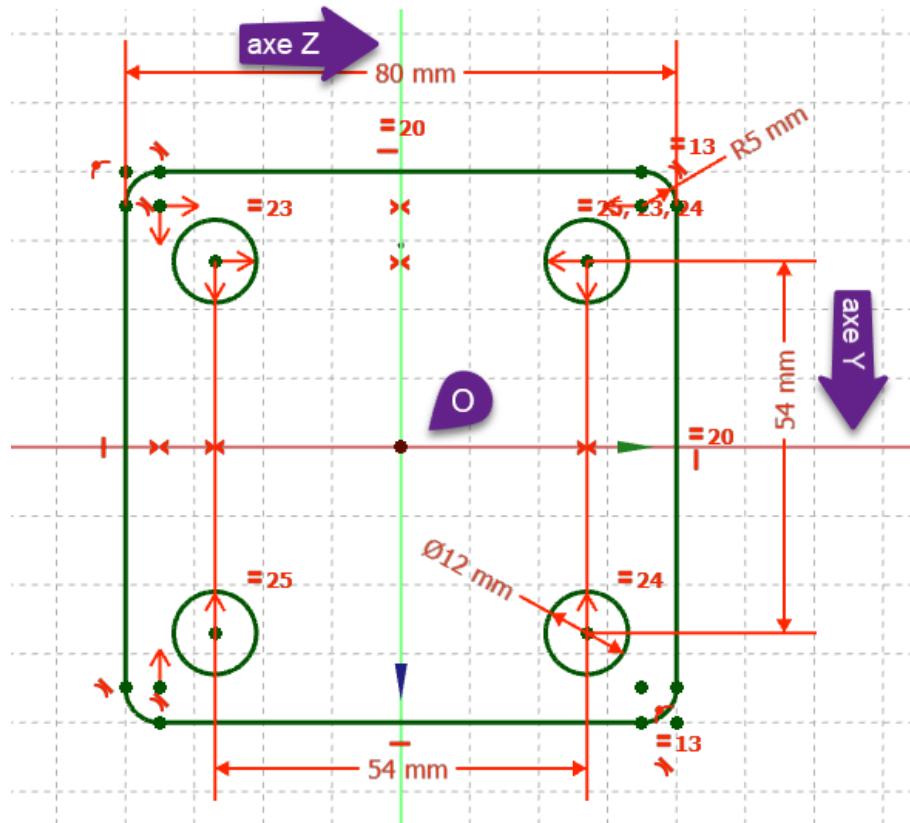 axe Z
80 mm
=20
=13
R5 mm
=23
=25, 23, 24
axe Y
54 mm
O
=20
Ø12 mm
=25
=24
=13
54 mm